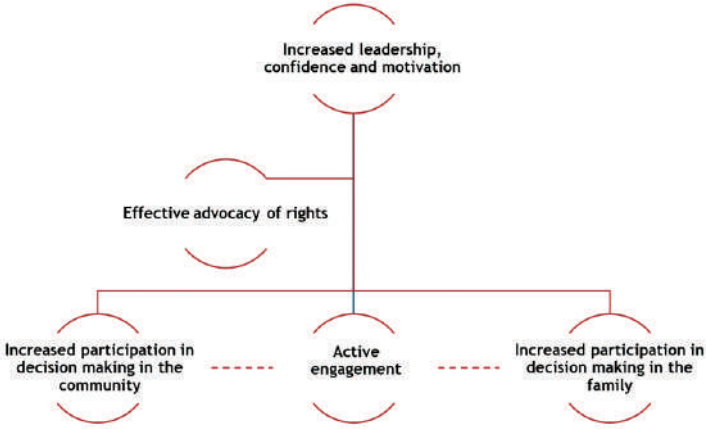 Increased leadership,
confidence and motivation
Effective advocacy of rights
Increased participation in
decision making in the
community
Active
engagement
Increased participation in
decision making in the
family